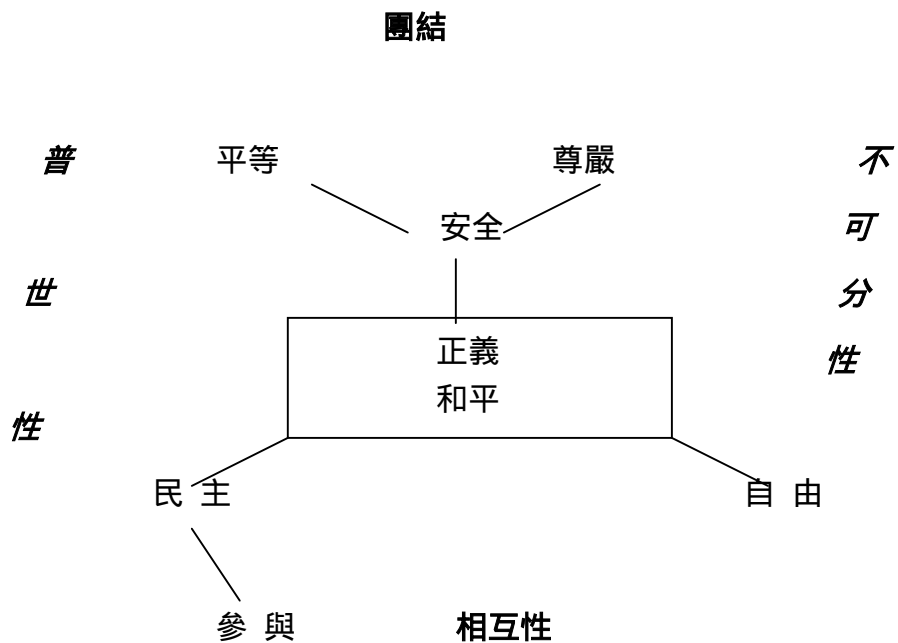 團結
普世性
平等
尊嚴
不可分性
安全
正義
和平
民 主
自 由
參 與
相互性